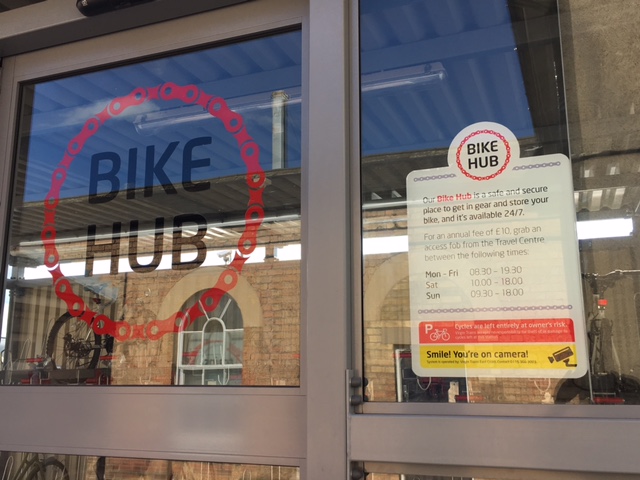 BIKE
HUB
BIKE
HUB
Our Bike Hub is a safe and secure
place to get in gear and store your
bike, and it's available 24/7.
For an annual fee of £10, grab an
access fob from the Travel Centre
between the following times:
Mon - Fri 08.30 - 19.30
Sat 10.00 - 18.00
Sun 09.30 - 18.00
P
Cycles are left entirely at owner's risk.
Smile! You're on camera!